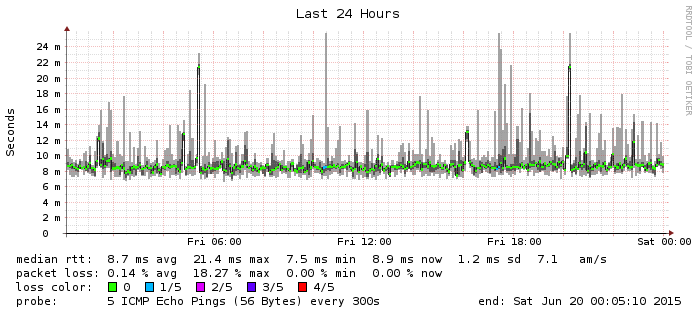 Last 24 Hours
RRDTOOL / TOBI OETIKER
Seconds
24 m
22 m
20 m
18 m
16 m
14 m
12 m
10 m
8 m
6 m
4 m
2 m
0
Fri 06:00 Fri 12:00 Fri 18:00 Sat 00:00
median rtt: 8.7 ms avg 21.4 ms max 7.5 ms min 8.9 ms now 1.2 ms sd 7.1 am/s
packet loss: 0.14 % avg 18.27 % max 0.00 % min 0.00 % now
loss color: 0 1/5 2/5 3/5 4/5
probe: 5 ICMP Echo Pings (56 Bytes) every 300s end: Sat Jun 20 00:05:10 2015